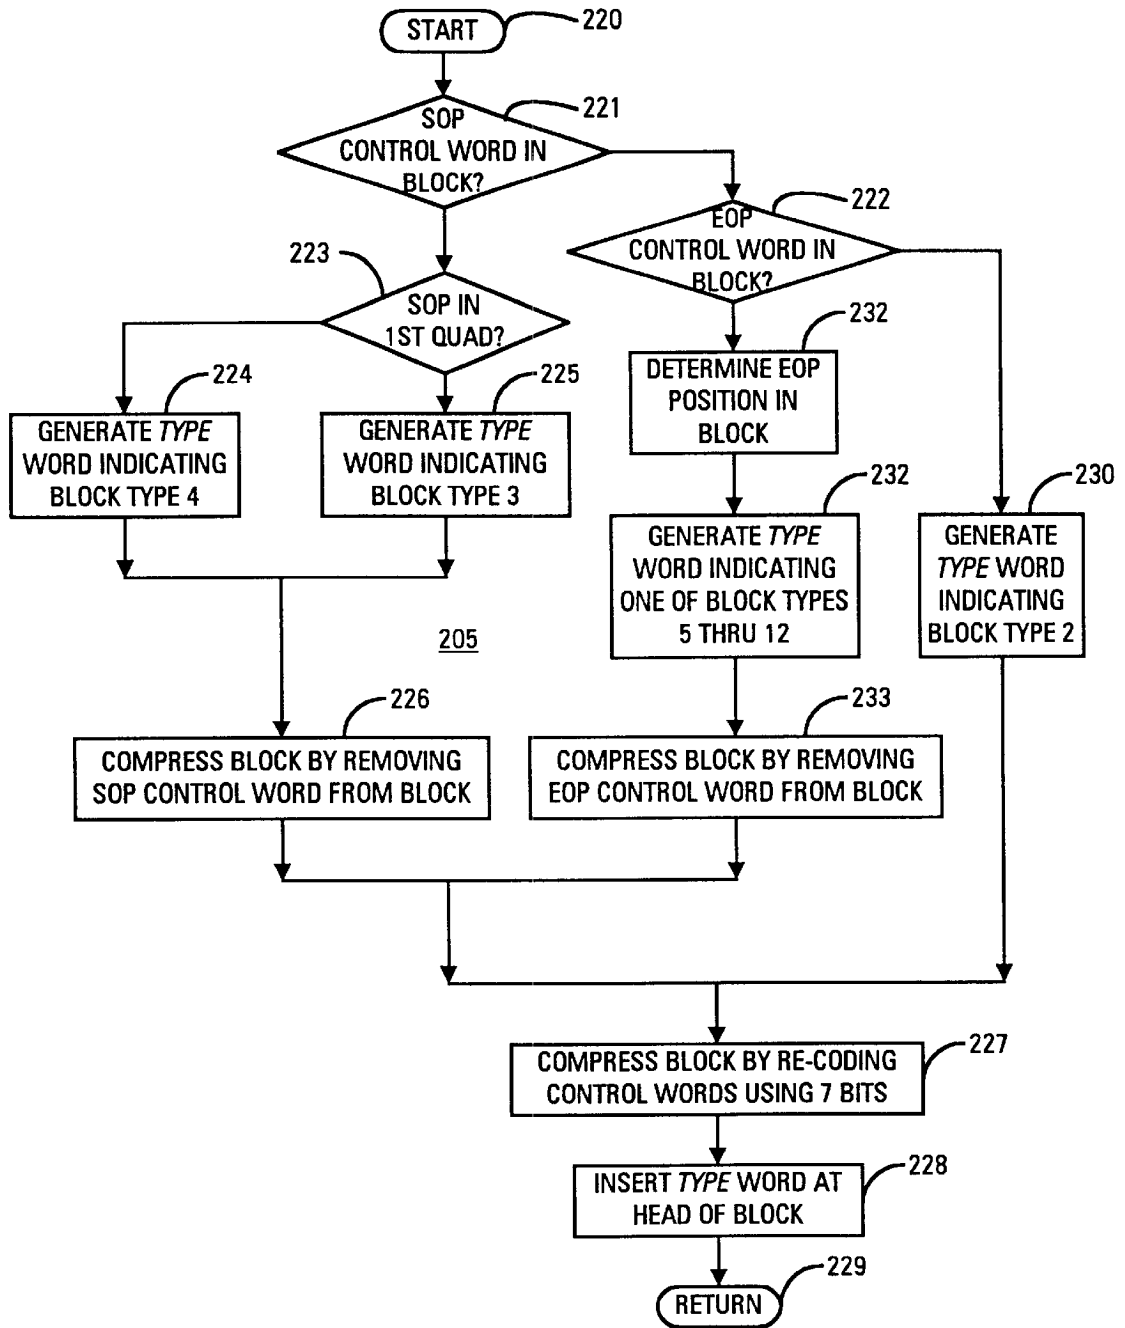 START
220
SOP
CONTROL WORD IN
BLOCK?
221
EOP
CONTROL WORD IN
BLOCK?
222
223
SOP IN
1ST QUAD?
232
DETERMINE EOP
POSITION IN
BLOCK
224
GENERATE TYPE
WORD INDICATING
BLOCK TYPE 4
225
GENERATE TYPE
WORD INDICATING
BLOCK TYPE 3
232
GENERATE TYPE
WORD INDICATING
ONE OF BLOCK TYPES
5 THRU 12
230
GENERATE
TYPE WORD
INDICATING
BLOCK TYPE 2
205
226
COMPRESS BLOCK BY REMOVING
SOP CONTROL WORD FROM BLOCK
233
COMPRESS BLOCK BY REMOVING
EOP CONTROL WORD FROM BLOCK
227
COMPRESS BLOCK BY RE-CODING
CONTROL WORDS USING 7 BITS
228
INSERT TYPE WORD AT
HEAD OF BLOCK
229
RETURN